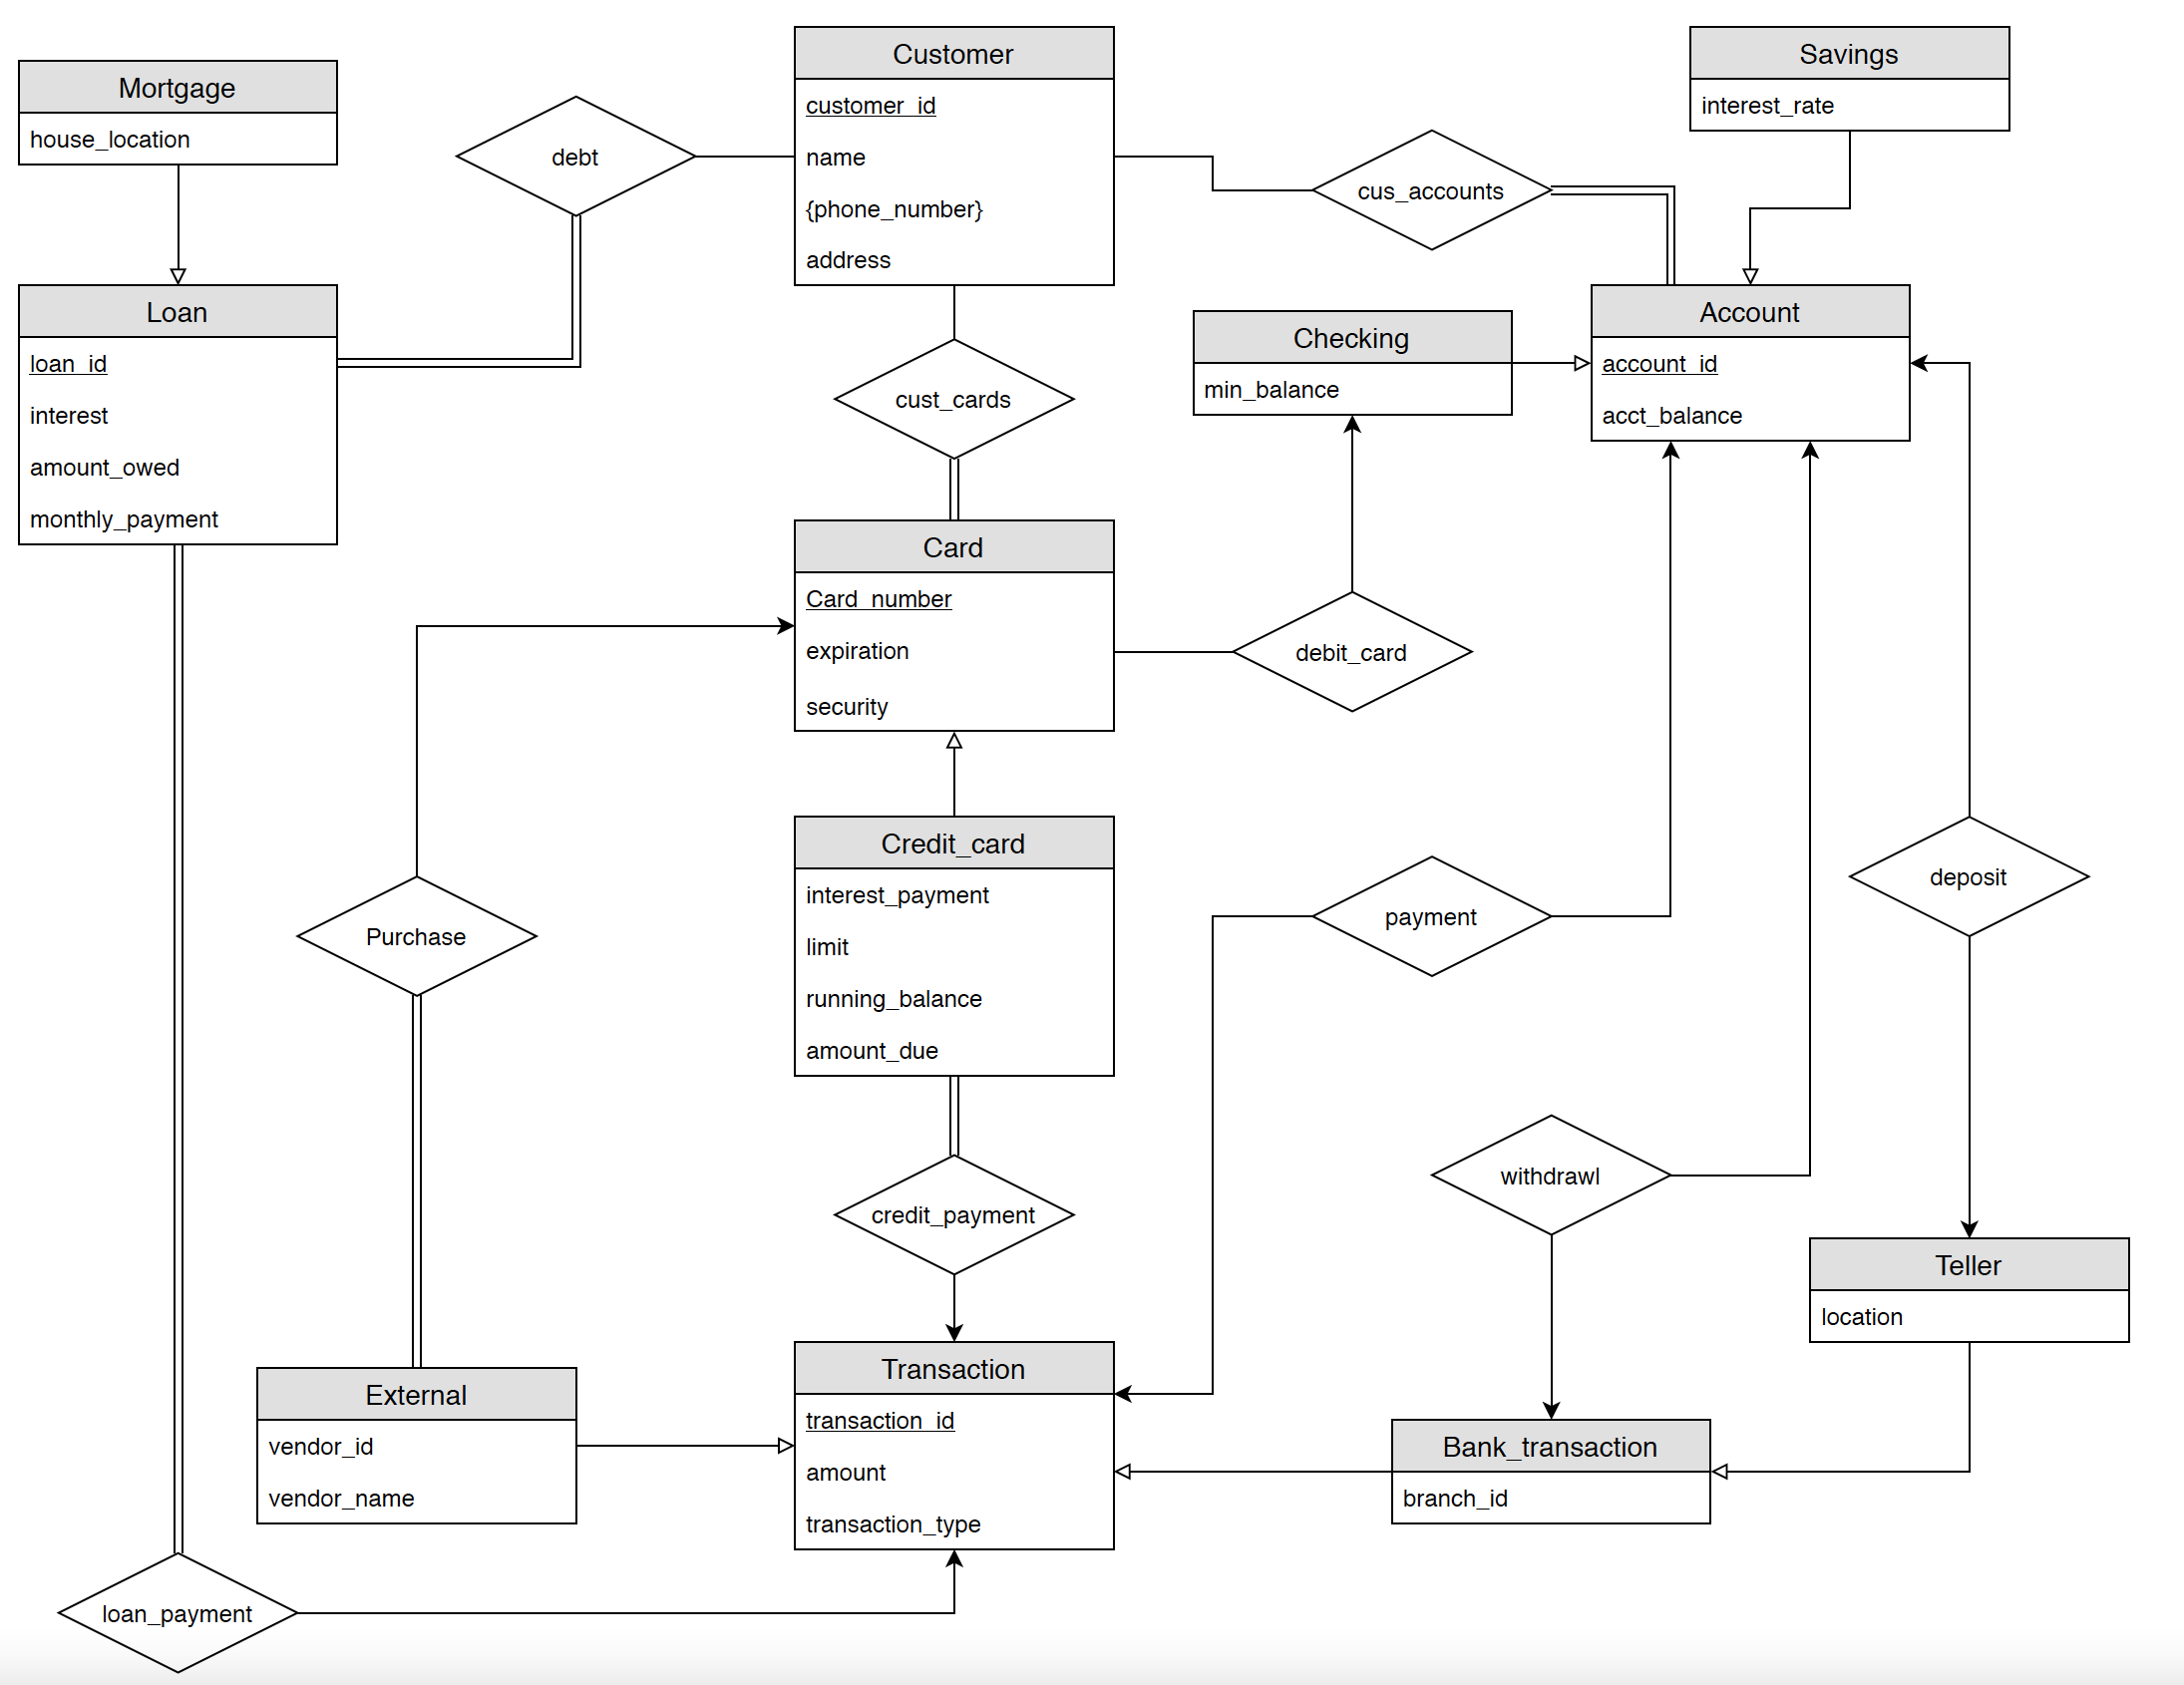 Mortgage
house_location
debt
Customer
customer_id
name
{phone_number}
address
cus_accounts
Savings
interest_rate
Loan
loan_id
interest
amount_owed
monthly_payment
cust_cards
Checking
min_balance
Account
account_id
acct_balance
Card
Card_number
expiration
security
debit_card
Purchase
Credit_card
interest_payment
limit
running_balance
amount_due
payment
deposit
credit_payment
withdrawl
Teller
location
External
vendor_id
vendor_name
Transaction
transaction_id
amount
transaction_type
Bank_transaction
branch_id
loan_payment